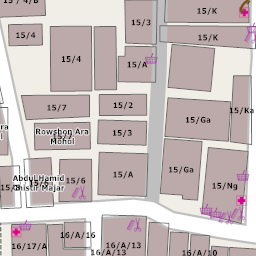 15 / 4/B
15/3
15/K
15/4
15/K
15/4
15/A
15/7
15/2
15/Ka
15/Ga
Rowshon Ara
Mohol
15/3
Abdul Hamid
Chisti Majar
15/6
15/A
15/Ga
15/Ng
16/A/16
16/17/A
16/A/13
16/A/13
16/A/10